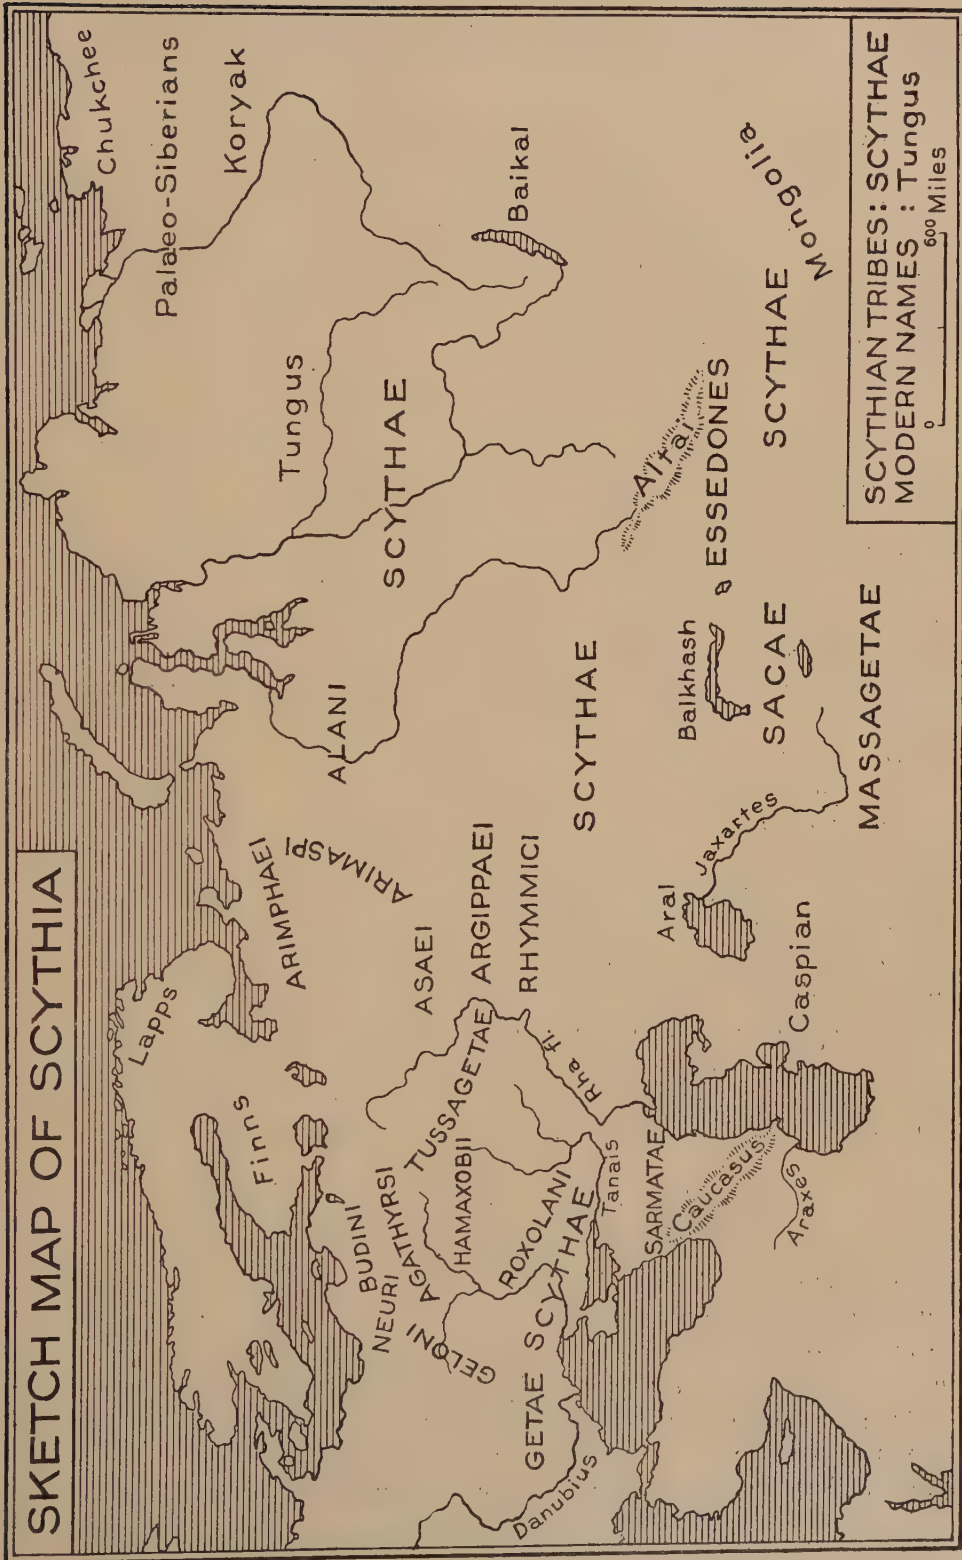 SKETCH MAP OF SCYTHIA
Lapps
Finns
Chukchee
Palaeo-Siberians
Koryak
Tungus
SCYTHAE
Baikal
ALANI
ARIMPHAEI
ARIMASPI
ASAEI
ARGIPPAEI
RHYMMICI
TUSSAGETAE
BUDINI
NEURI
AGATHYRSI
GELONI
HAMAXOBII
ROXOLANI
SCYTHAE
GETAE
Danubius
Tanais
Rha fl.
SARMATAE
Caucasus
Araxes
Caspian
Aral
Jaxartes
SCYTHAE
Balkhash
SACAE
MASSAGETAE
Altai
ESSEDONES
SCYTHAE
Mongolia
SCYTHIAN TRIBES: SCYTHAE
MODERN NAMES : Tungus
0 600 Miles